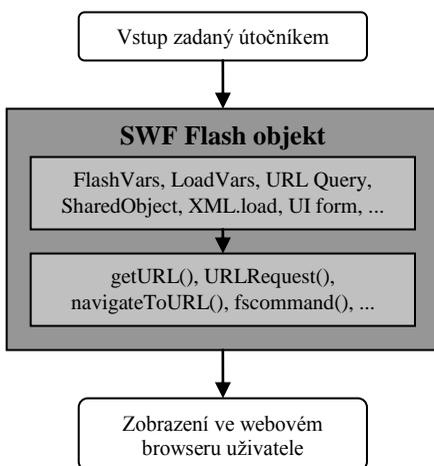 Vstup zadaný útočníkem
SWF Flash objekt
FlashVars, LoadVars, URL Query,
SharedObject, XML.load, UI form, ...
getURL(), URLRequest(),
navigateToURL(), fscommand(), ...
Zobrazení ve webovém
browseru uživatele